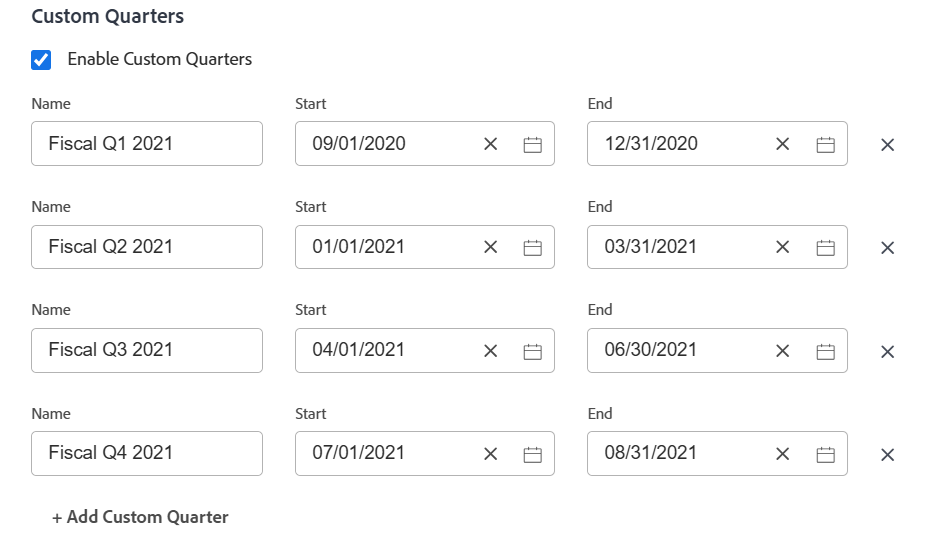 Custom Quarters
Enable Custom Quarters
Name Start End
Fiscal Q1 2021 09/01/2020 12/31/2020
Name Start End
Fiscal Q2 2021 01/01/2021 03/31/2021
Name Start End
Fiscal Q3 2021 04/01/2021 06/30/2021
Name Start End
Fiscal Q4 2021 07/01/2021 08/31/2021
+ Add Custom Quarter